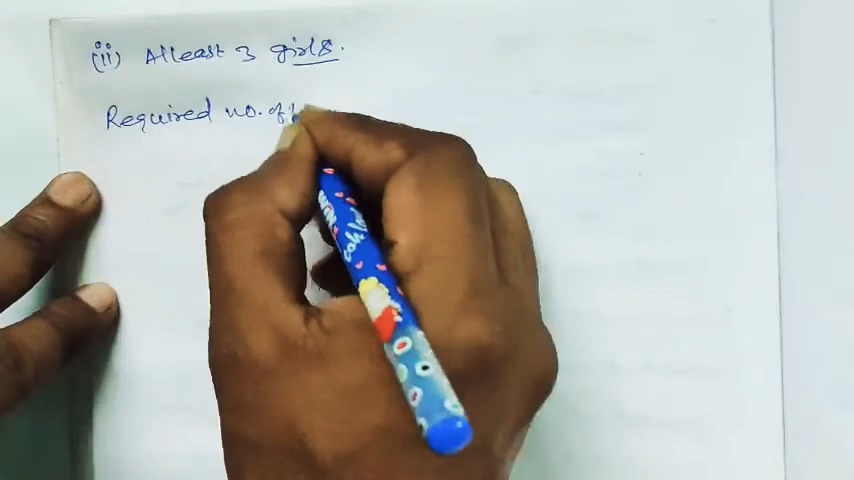 (ii) Atleast 3 girls.
Required no. of